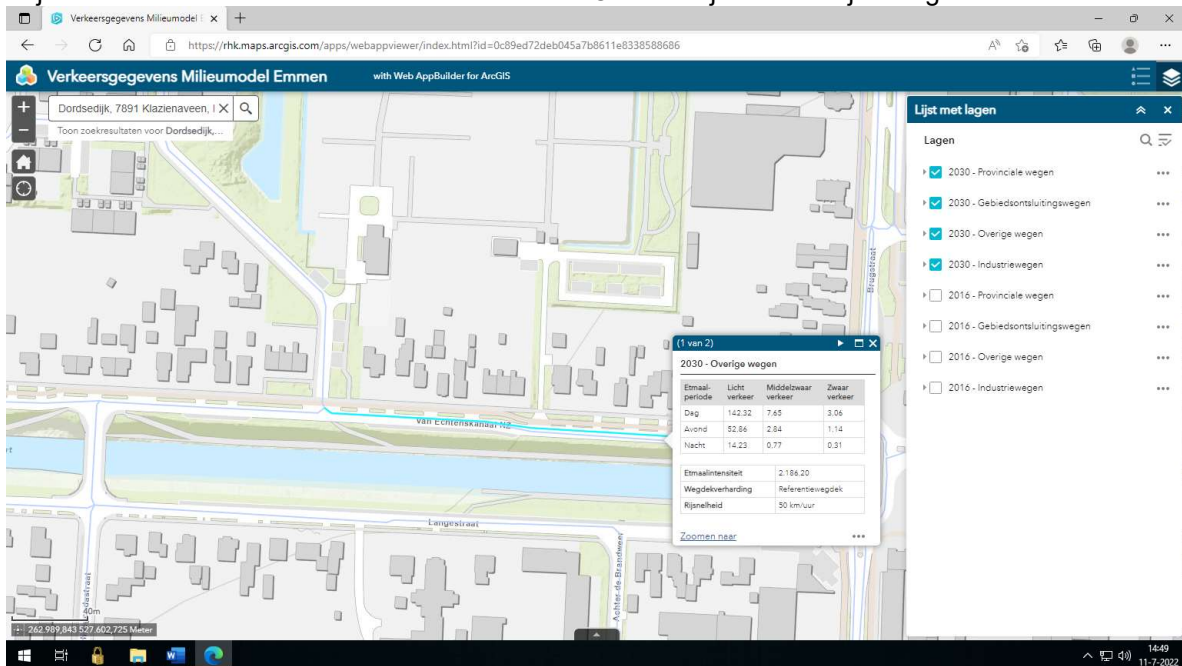 Verkeersgegevens Milieumodel E
https://rhk.maps.arcgis.com/apps/webappviewer/index.html?id=0c89ed72deb045a7b8611e8338588686
Verkeersgegevens Milieumodel Emmen with Web AppBuilder for ArcGIS
Dordsedijk, 7891 Klazienaveen,
Toon zoekresultaten voor Dordsedijk,...
Lijst met lagen
Lagen
2030 - Provinciale wegen
2030 - Gebiedsontsluitingswegen
2030 - Overige wegen
2030 - Industriewegen
2016 - Provinciale wegen
2016 - Gebiedsontsluitingswegen
2016 - Overige wegen
2016 - Industriewegen
Brugstraat
(1 van 2)
2030 - Overige wegen
Etmaal-periode Licht verkeer Middelzwaar verkeer Zwaar verkeer
Dag 142.32 7.65 3.06
Avond 52.86 2.84 1.14
Nacht 14.23 0.77 0.31
Etmaalintensiteit 2.186.20
Wegdekverharding Referentiewegdek
Rijsnelheid 50 km/uur
Zoomen naar
Van Echtenskanaal NZ
Langestraat
Achter de Brandweer
40m
262.989,843 527.602,725 Meter
14:49
11-7-2022